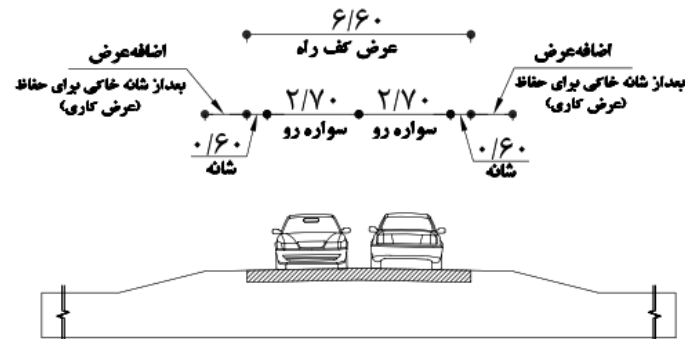 ۶/۶۰
عرض کف راه
اضافه‌عرض
بعداز شانه خاکی برای حفاظ
(عرض کاری)
اضافه‌عرض
بعداز شانه خاکی برای حفاظ
(عرض کاری)
۲/۷۰
سواره رو
۲/۷۰
سواره رو
۰/۶۰
شانه
۰/۶۰
شانه